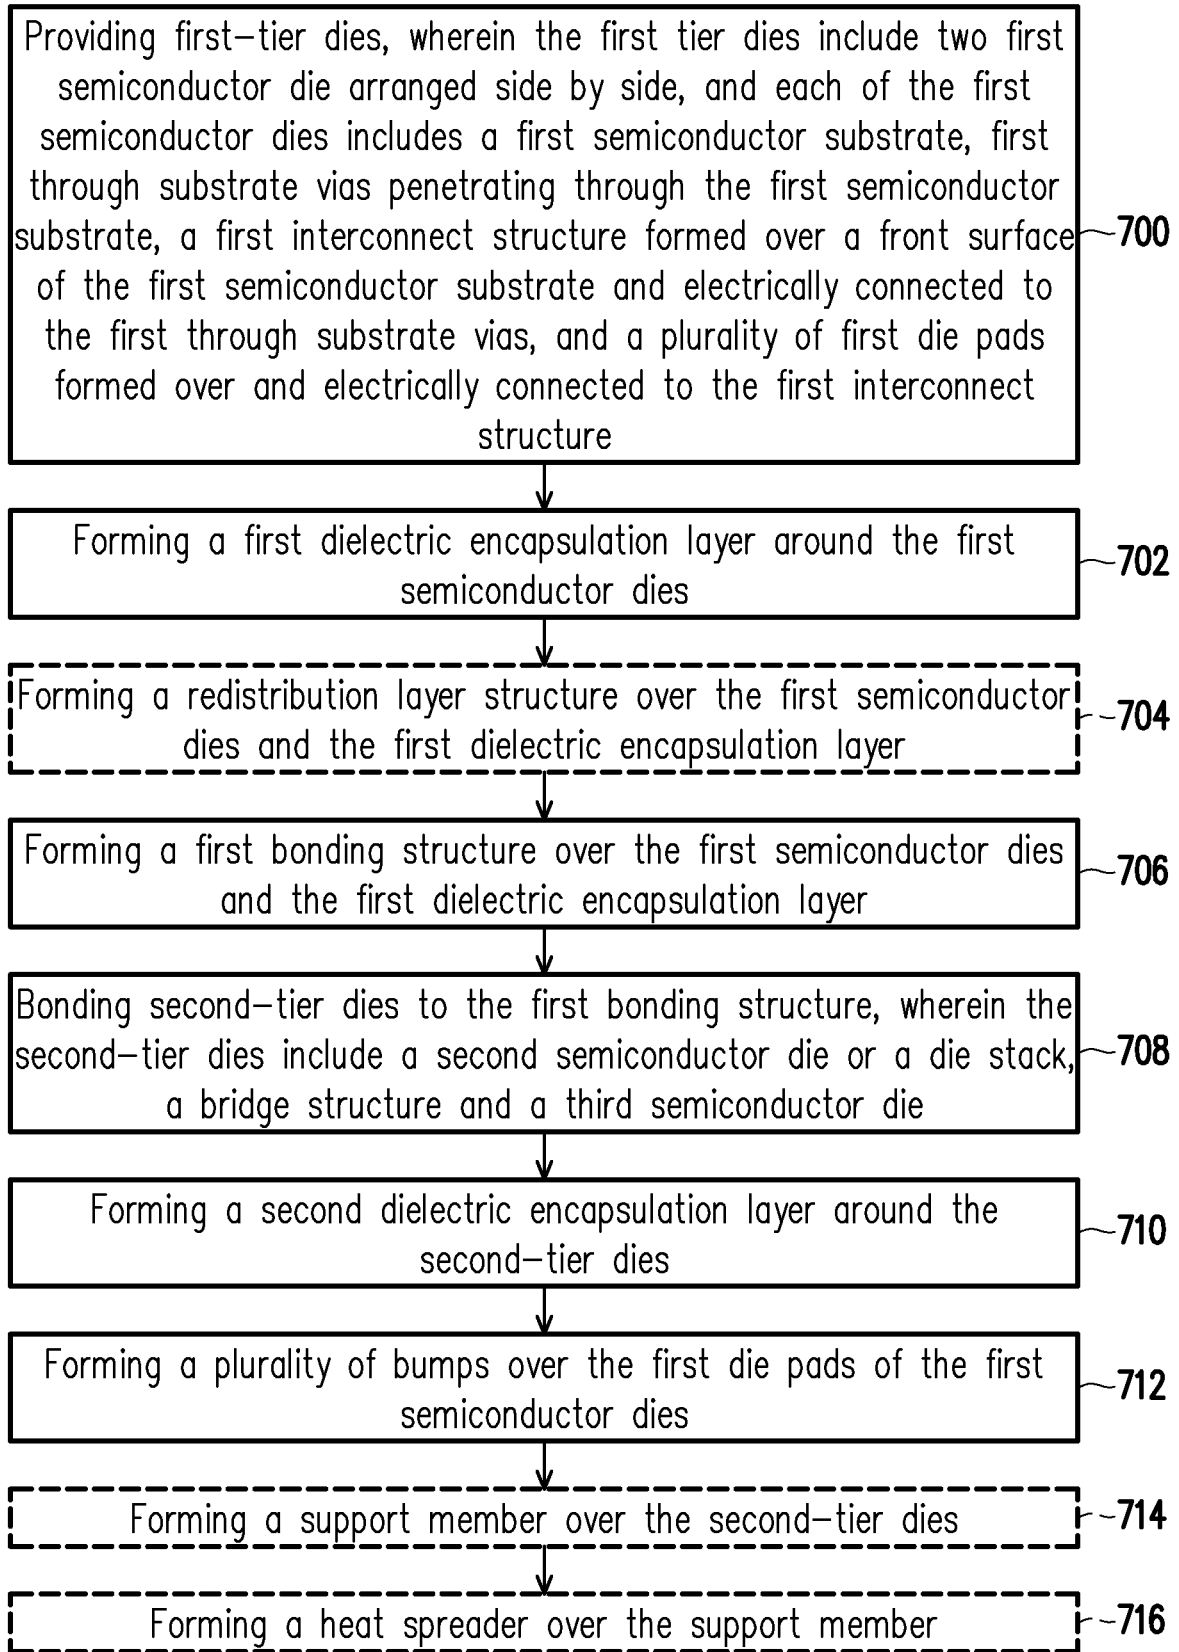 Providing first-tier dies, wherein the first tier dies include two first
semiconductor die arranged side by side, and each of the first
semiconductor dies includes a first semiconductor substrate, first
through substrate vias penetrating through the first semiconductor
substrate, a first interconnect structure formed over a front surface
of the first semiconductor substrate and electrically connected to
the first through substrate vias, and a plurality of first die pads
formed over and electrically connected to the first interconnect
structure
700
Forming a first dielectric encapsulation layer around the first
semiconductor dies
702
Forming a redistribution layer structure over the first semiconductor
dies and the first dielectric encapsulation layer
704
Forming a first bonding structure over the first semiconductor dies
and the first dielectric encapsulation layer
706
Bonding second-tier dies to the first bonding structure, wherein the
second-tier dies include a second semiconductor die or a die stack,
a bridge structure and a third semiconductor die
708
Forming a second dielectric encapsulation layer around the
second-tier dies
710
Forming a plurality of bumps over the first die pads of the first
semiconductor dies
712
Forming a support member over the second-tier dies
714
Forming a heat spreader over the support member
716